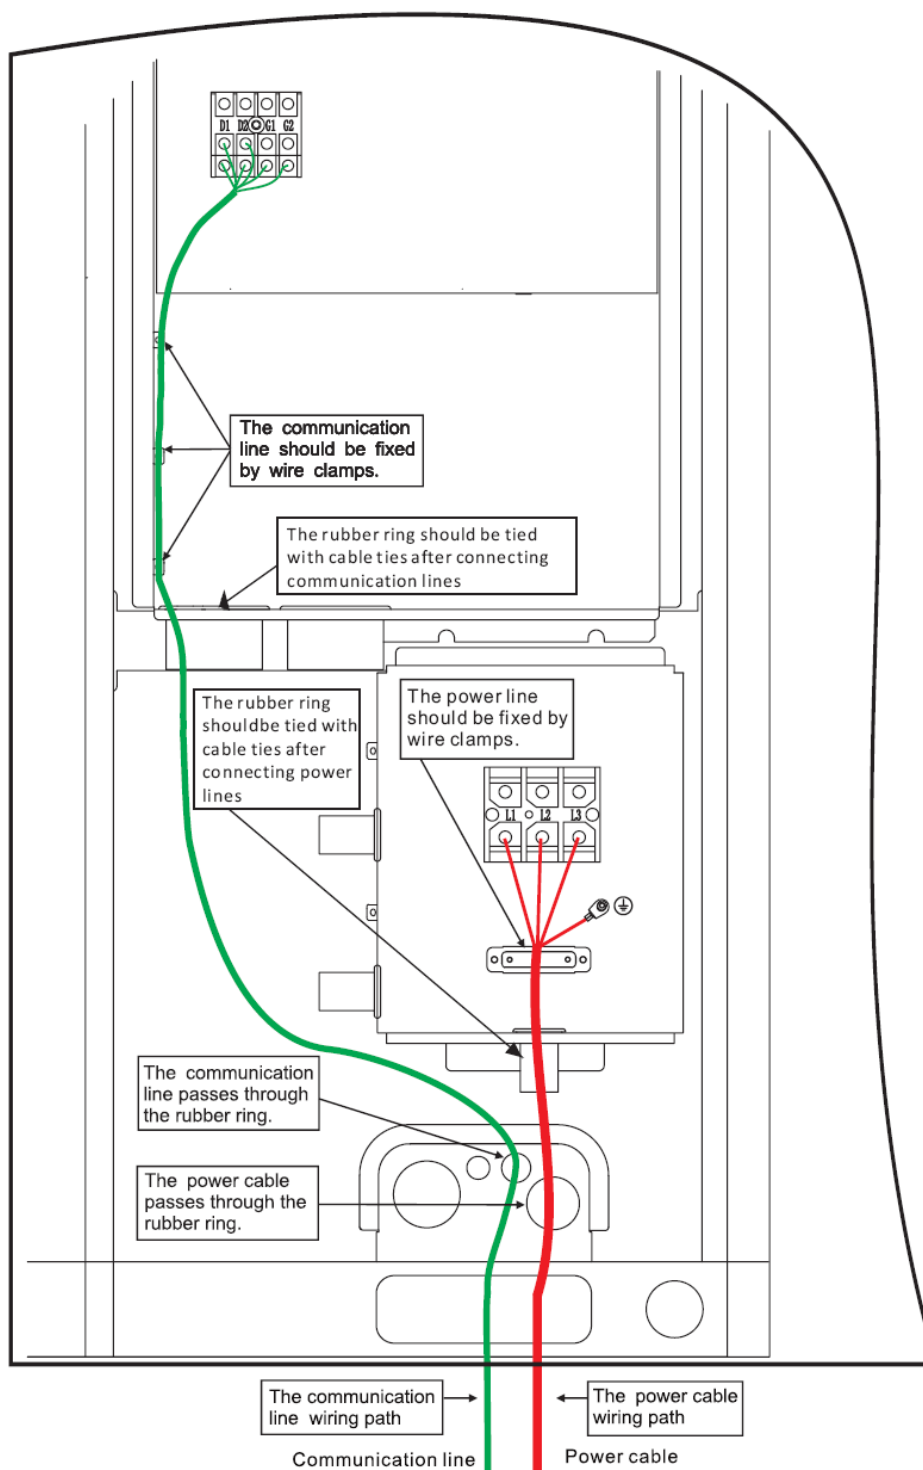 D1 D2 G1 G2
The communication
line should be fixed
by wire clamps.
The rubber ring should be tied
with cable ties after connecting
communication lines
The rubber ring
shouldbe tied with
cable ties after
connecting power
lines
The power line
should be fixed by
wire clamps.
L1 L2 L3
The communication
line passes through
the rubber ring.
The power cable
passes through the
rubber ring.
The communication
line wiring path
The power cable
wiring path
Communication line
Power cable